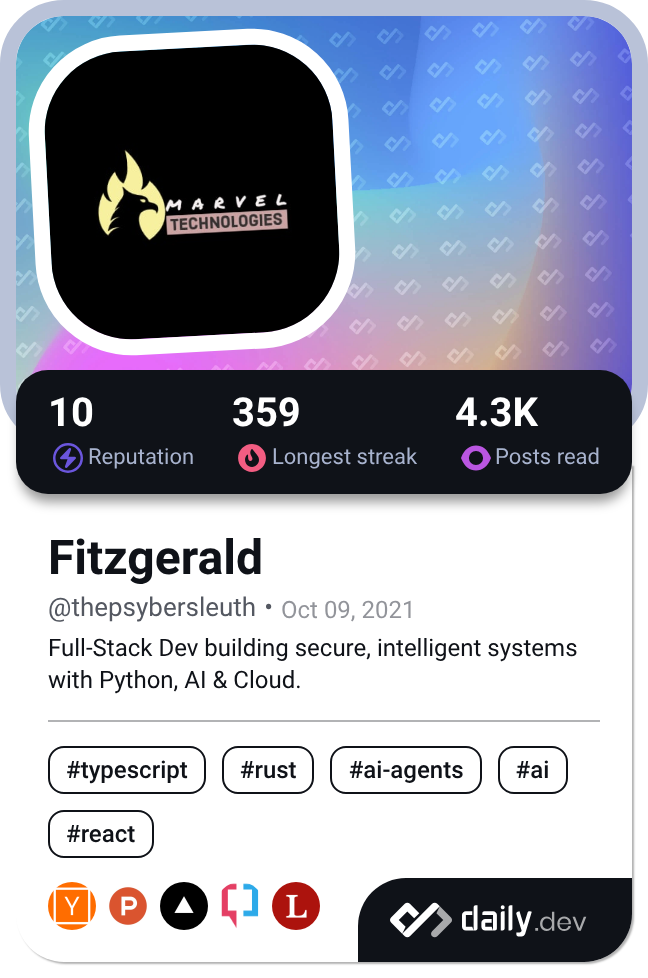 MARVEL
TECHNOLOGIES
10 359 4.3K
Reputation Longest streak Posts read
Fitzgerald
@thepsybersleuth • Oct 09, 2021
Full-Stack Dev building secure, intelligent systems
with Python, AI & Cloud.
#typescript #rust #ai-agents #ai
#react
Y P L daily.dev